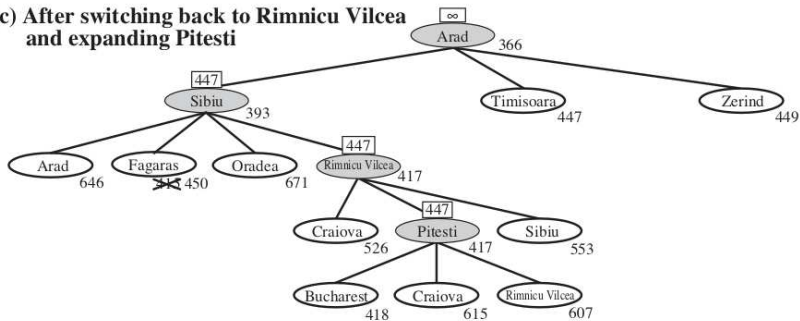 c) After switching back to Rimnicu Vilcea
and expanding Pitesti
∞
Arad
366
447
Sibiu
393
Timisoara
447
Zerind
449
447
Arad
646
Fagaras
415 450
Oradea
671
Rimnicu Vilcea
417
447
Craiova
526
Pitesti
417
Sibiu
553
Bucharest
418
Craiova
615
Rimnicu Vilcea
607